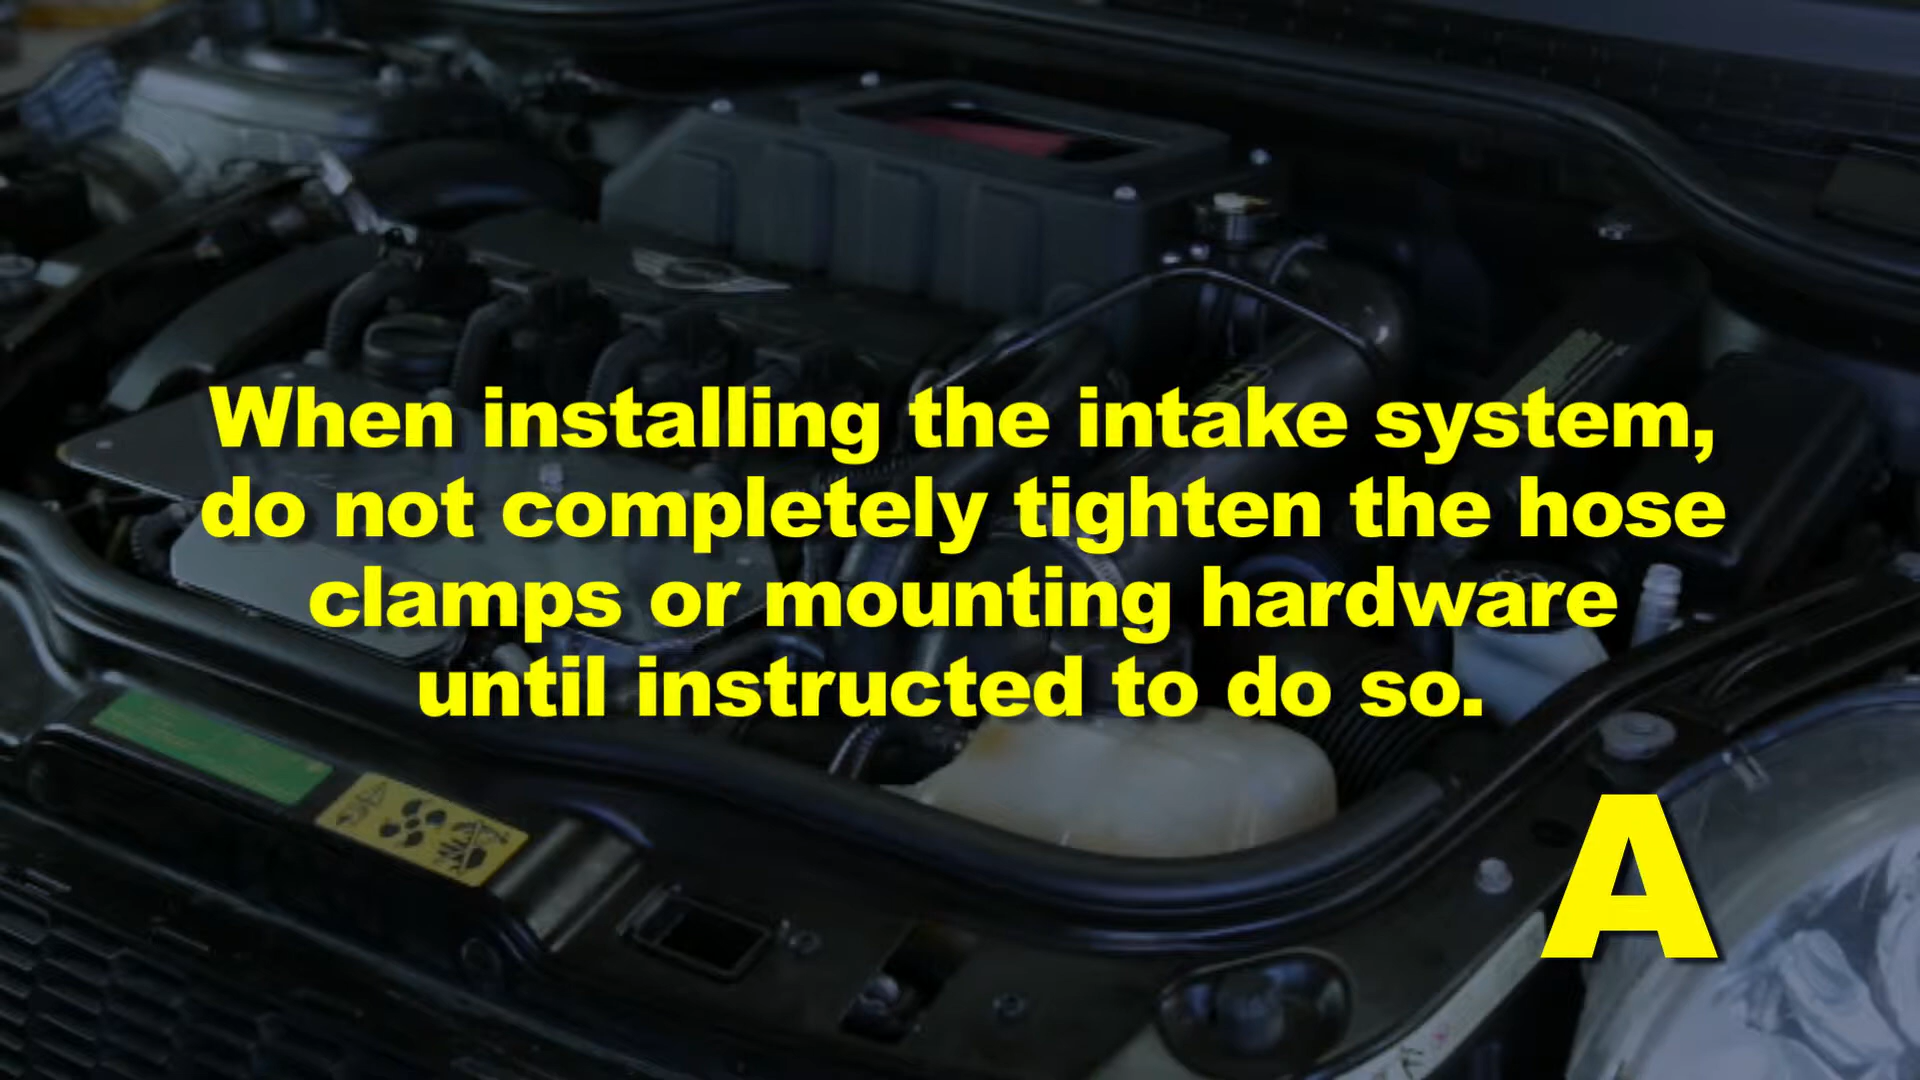 When installing the intake system,
do not completely tighten the hose
clamps or mounting hardware
until instructed to do so.
A